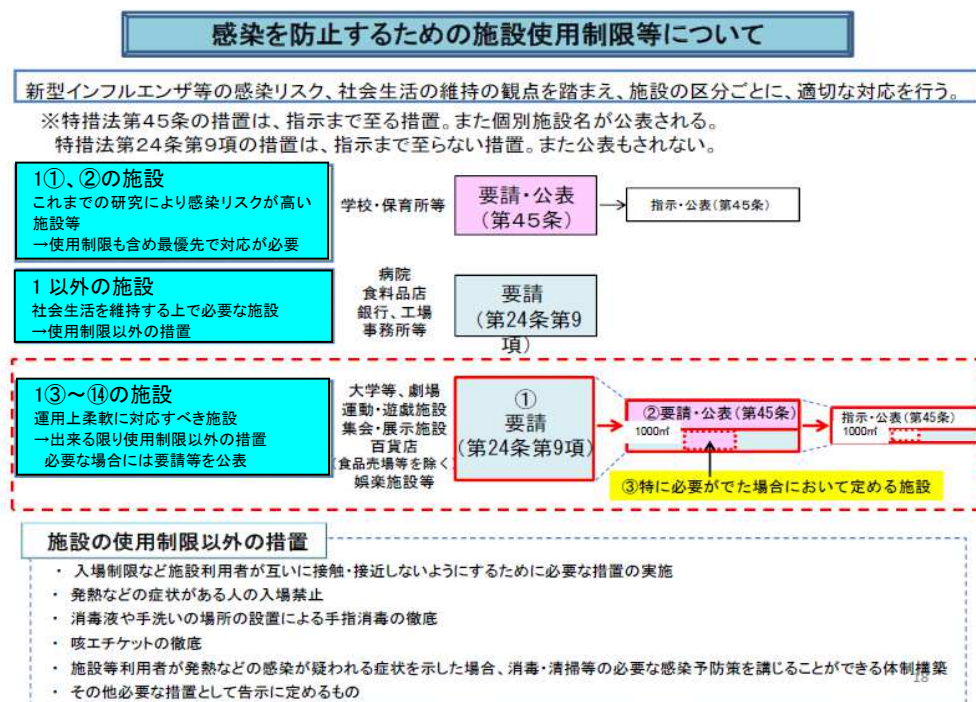 感染を防止するための施設使用制限等について
新型インフルエンザ等の感染リスク、社会生活の維持の観点を踏まえ、施設の区分ごとに、適切な対応を行う。
※特措法第45条の措置は、指示まで至る措置。また個別施設名が公表される。
特措法第24条第9項の措置は、指示まで至らない措置。また公表もされない。
1①、②の施設
これまでの研究により感染リスクが高い
施設等
→使用制限も含め最優先で対応が必要
学校・保育所等
要請・公表
(第45条)
指示・公表(第45条)
1 以外の施設
社会生活を維持する上で必要な施設
→使用制限以外の措置
病院
食料品店
銀行、工場
事務所等
要請
(第24条第9
項)
1③～⑭の施設
運用上柔軟に対応すべき施設
→出来る限り使用制限以外の措置
必要な場合には要請等を公表
大学等、劇場
運動・遊戯施設
集会・展示施設
百貨店
(食品売場等を除く)
娯楽施設等
①
要請
(第24条第9項)
②要請・公表(第45条)
1000㎡
指示・公表(第45条)
1000㎡
③特に必要がでた場合において定める施設
施設の使用制限以外の措置
・ 入場制限など施設利用者が互いに接触・接近しないようにするために必要な措置の実施
・ 発熱などの症状がある人の入場禁止
・ 消毒液や手洗いの場所の設置による手指消毒の徹底
・ 咳エチケットの徹底
・ 施設等利用者が発熱などの感染が疑われる症状を示した場合、消毒・清掃等の必要な感染予防策を講じることができる体制構築
・ その他必要な措置として告示に定めるもの
18